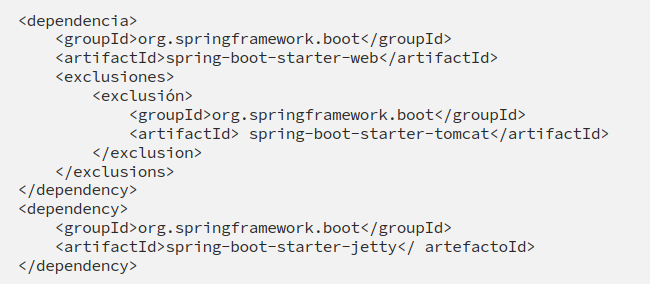 <dependencia>
<groupId>org.springframework.boot</groupId>
<artifactId>spring-boot-starter-web</artifactId>
<exclusiones>
<exclusión>
<groupId>org.springframework.boot</groupId>
<artifactId> spring-boot-starter-tomcat</artifactId>
</exclusion>
</exclusions>
</dependency>
<dependency>
<groupId>org.springframework.boot</groupId>
<artifactId>spring-boot-starter-jetty</ artefactoId>
</dependency>